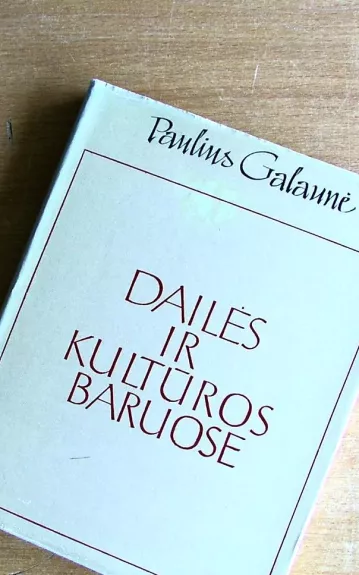 Paulius Galaunė
DAILĖS
IR
KULTŪROS
BARUOSE